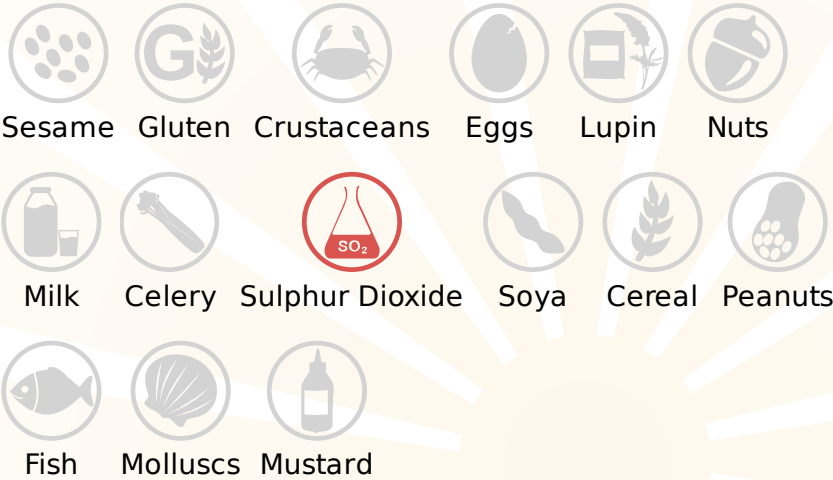 G
Sesame Gluten Crustaceans Eggs Lupin Nuts
SO₂
Milk Celery Sulphur Dioxide Soya Cereal Peanuts
Fish Molluscs Mustard